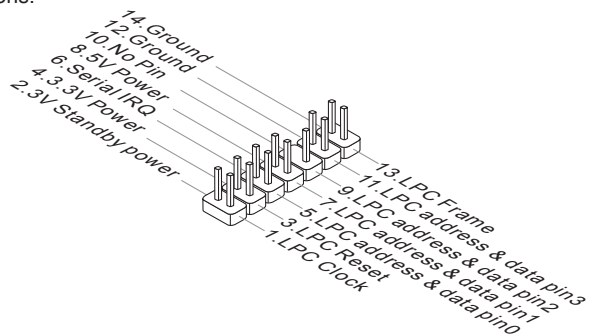 ons.
14.Ground
12.Ground
10.No Pin
8.5V Power
6.Serial IRQ
4.3.3V Power
2.3V Standby power
13.LPC Frame
11.LPC address & data pin3
9.LPC address & data pin2
7.LPC address & data pin1
5.LPC address & data pin0
3.LPC Reset
1.LPC Clock